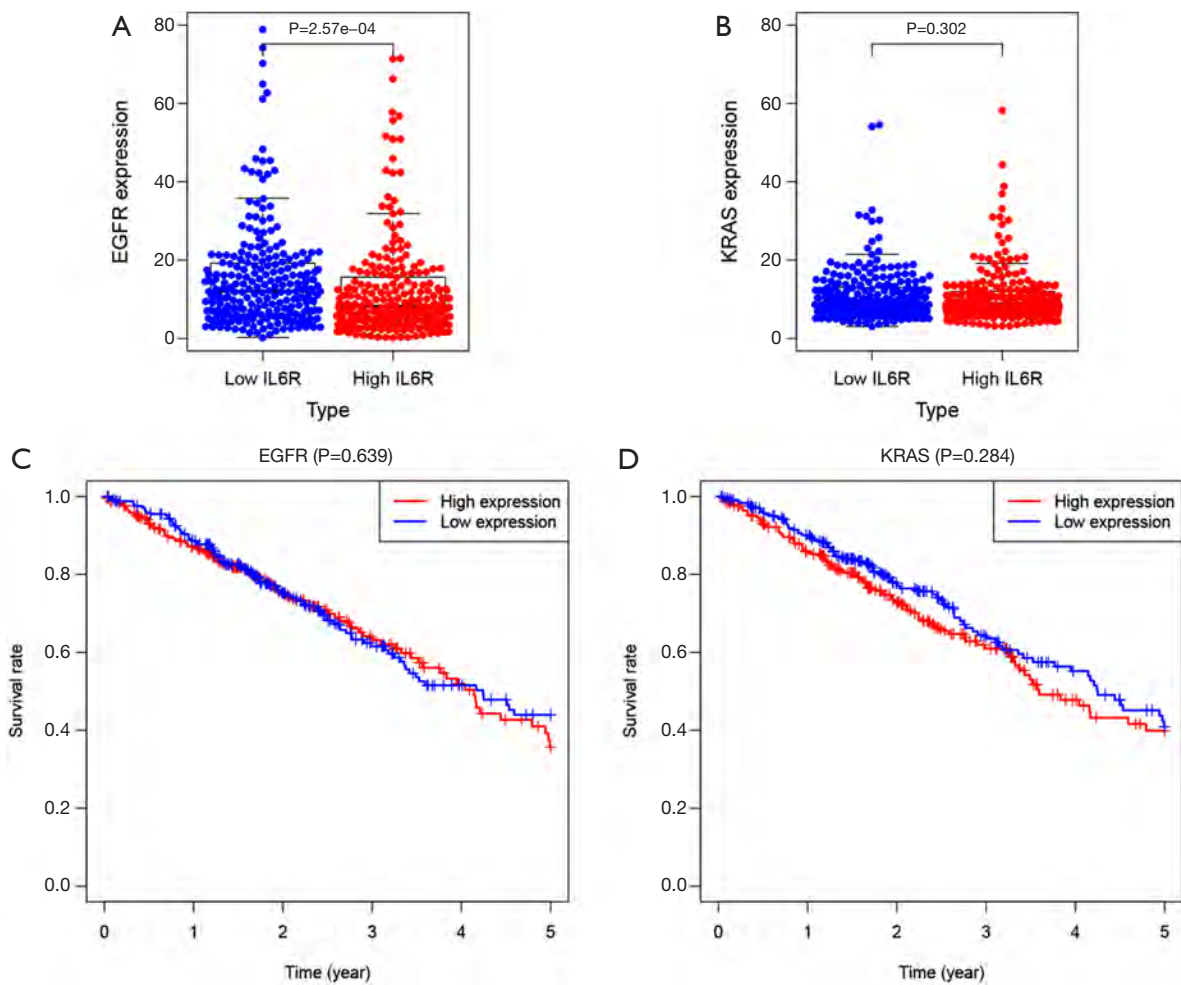 A
P=2.57e−04
80
60
40
20
0
EGFR expression
Low IL6R
High IL6R
Type
B
P=0.302
80
60
40
20
0
KRAS expression
Low IL6R
High IL6R
Type
C
EGFR (P=0.639)
High expression
Low expression
1.0
0.8
0.6
0.4
0.2
0.0
Survival rate
0 1 2 3 4 5
Time (year)
D
KRAS (P=0.284)
High expression
Low expression
1.0
0.8
0.6
0.4
0.2
0.0
Survival rate
0 1 2 3 4 5
Time (year)